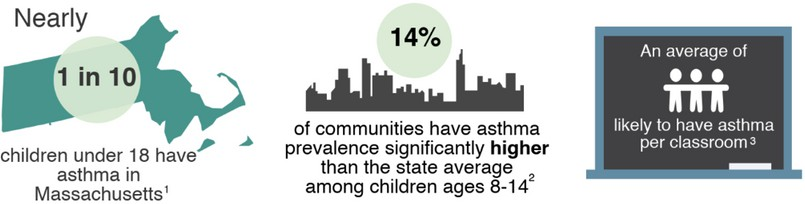 Nearly
1 in 10
children under 18 have
asthma in
Massachusetts¹
14%
of communities have asthma
prevalence significantly higher
than the state average
among children ages 8-14²
An average of
likely to have asthma
per classroom³